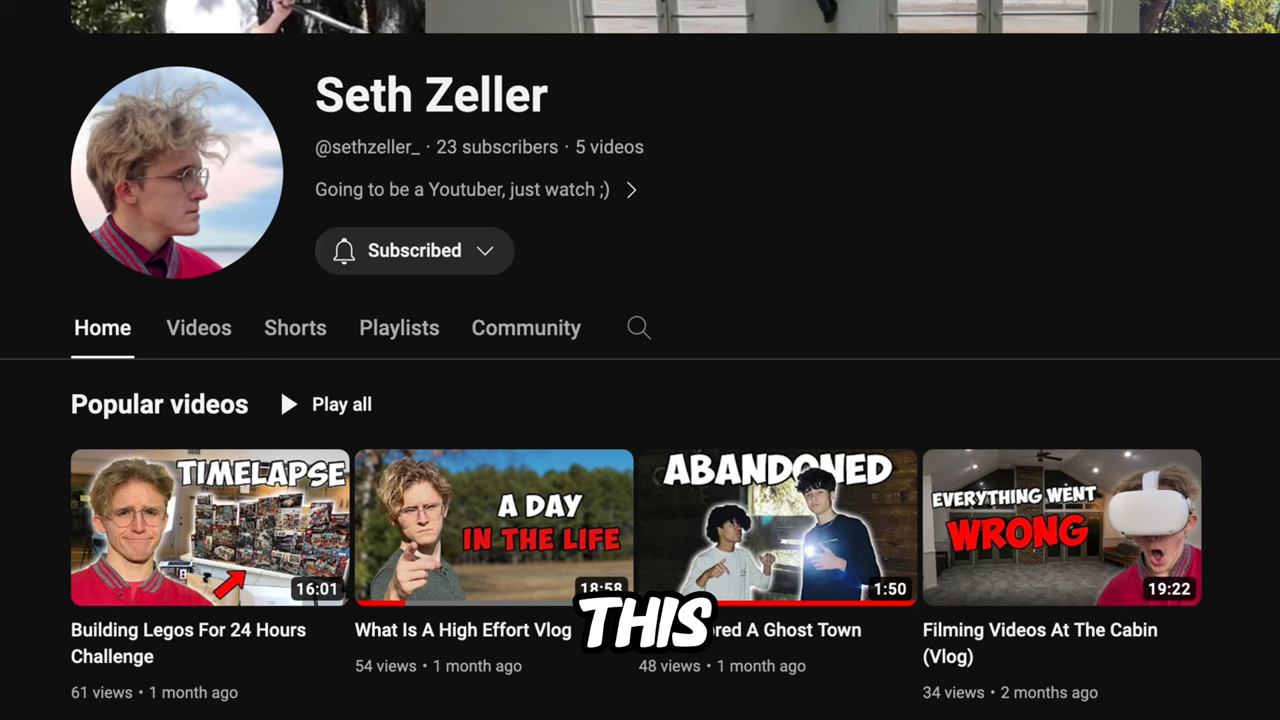 Seth Zeller
@sethzeller_ · 23 subscribers · 5 videos
Going to be a Youtuber, just watch ;)
Subscribed
Home Videos Shorts Playlists Community
Popular videos Play all
TIMELAPSE
16:01
A DAY
IN THE LIFE
18:58
ABANDONED
1:50
EVERYTHING WENT
WRONG
19:22
THIS
Building Legos For 24 Hours
Challenge
61 views • 1 month ago
What Is A High Effort Vlog
54 views • 1 month ago
ored A Ghost Town
48 views • 1 month ago
Filming Videos At The Cabin
(Vlog)
34 views • 2 months ago